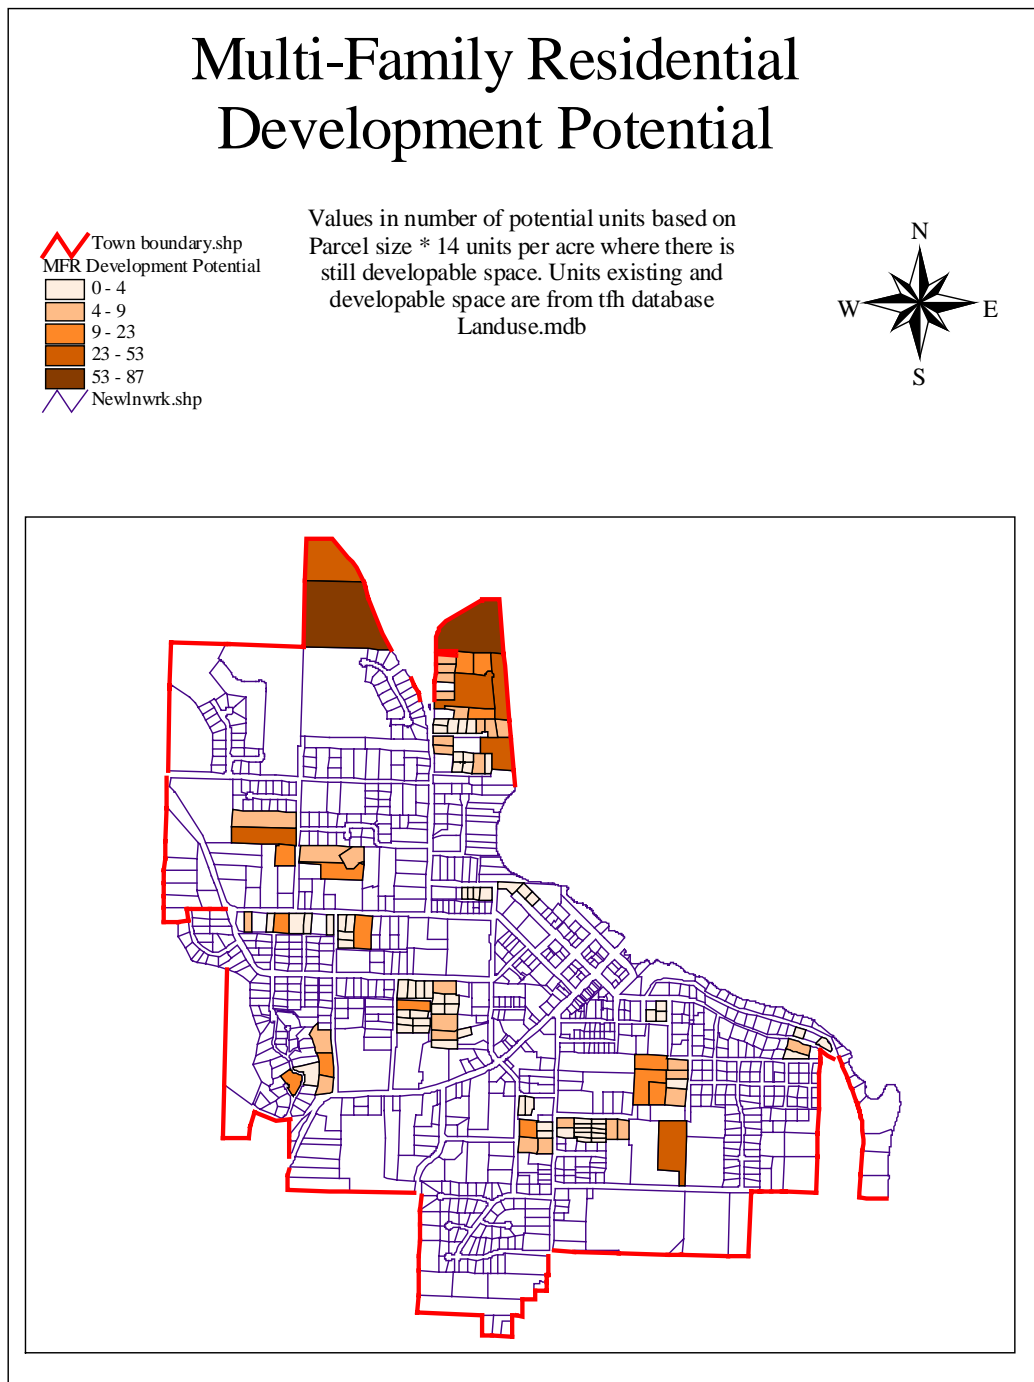 Multi-Family Residential
Development Potential
Values in number of potential units based on
Parcel size * 14 units per acre where there is
still developable space. Units existing and
developable space are from tfh database
Landuse.mdb
Town boundary.shp
MFR Development Potential
0 - 4
4 - 9
9 - 23
23 - 53
53 - 87
Newlnwrk.shp
N
W
E
S